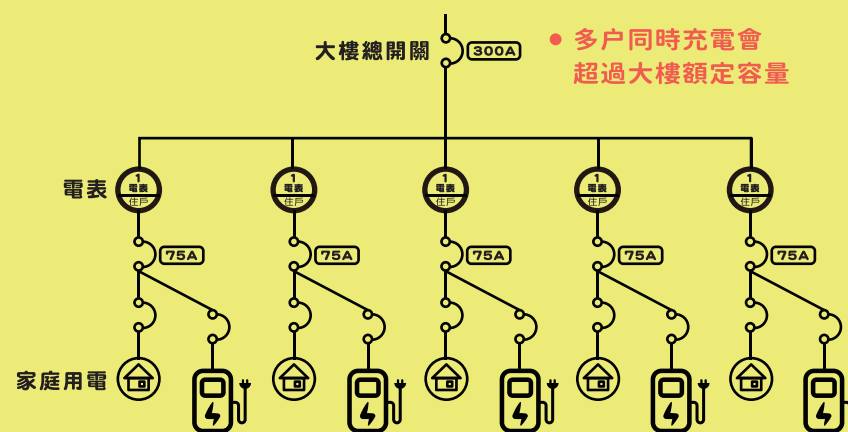 大樓總開關
300A
● 多户同時充電會
超過大樓額定容量
電表
1
電表
住戶
1
電表
住戶
1
電表
住戶
1
電表
住戶
1
電表
住戶
75A
75A
75A
75A
75A
家庭用電